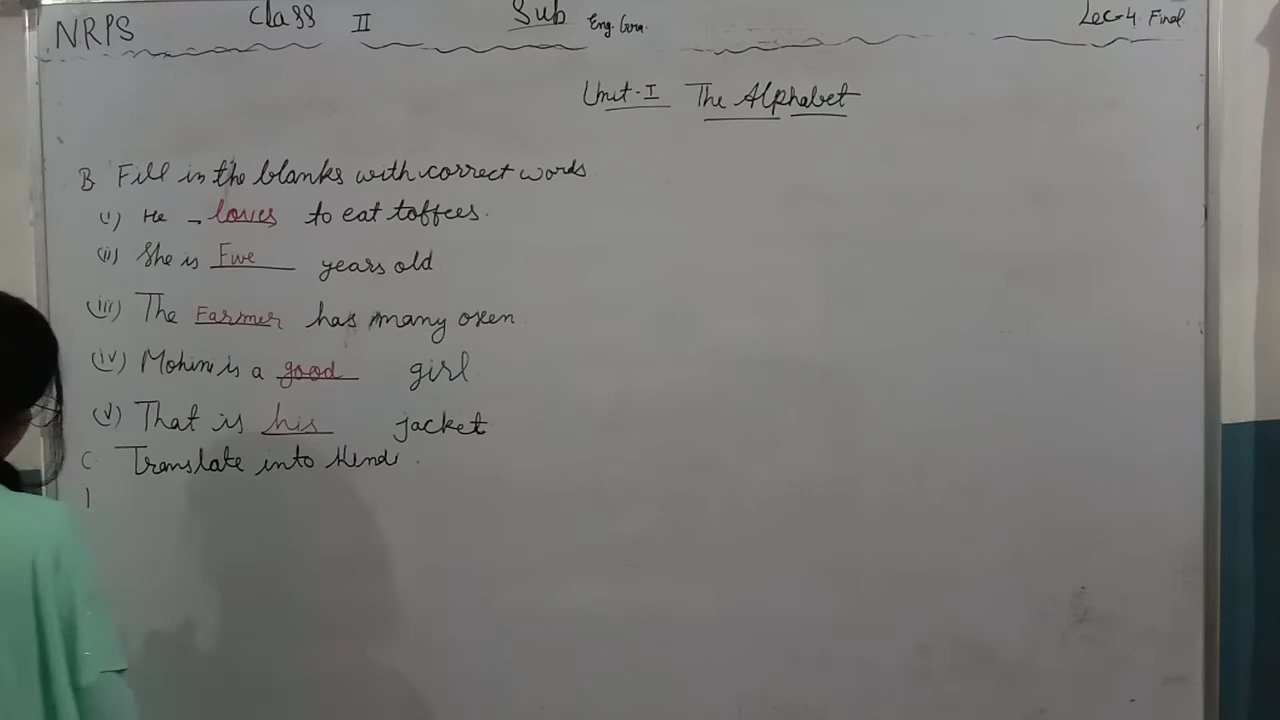 NRPS Class II Sub Eng. Gra. Lec-4 Final
Unit-I The Alphabet
B Fill in the blanks with correct words.
(i) He loves to eat toffees.
(ii) She is Five years old
(iii) The Farmer has many oxen
(iv) Mohini is a good girl
(v) That is his jacket
C. Translate into Hindi.
1